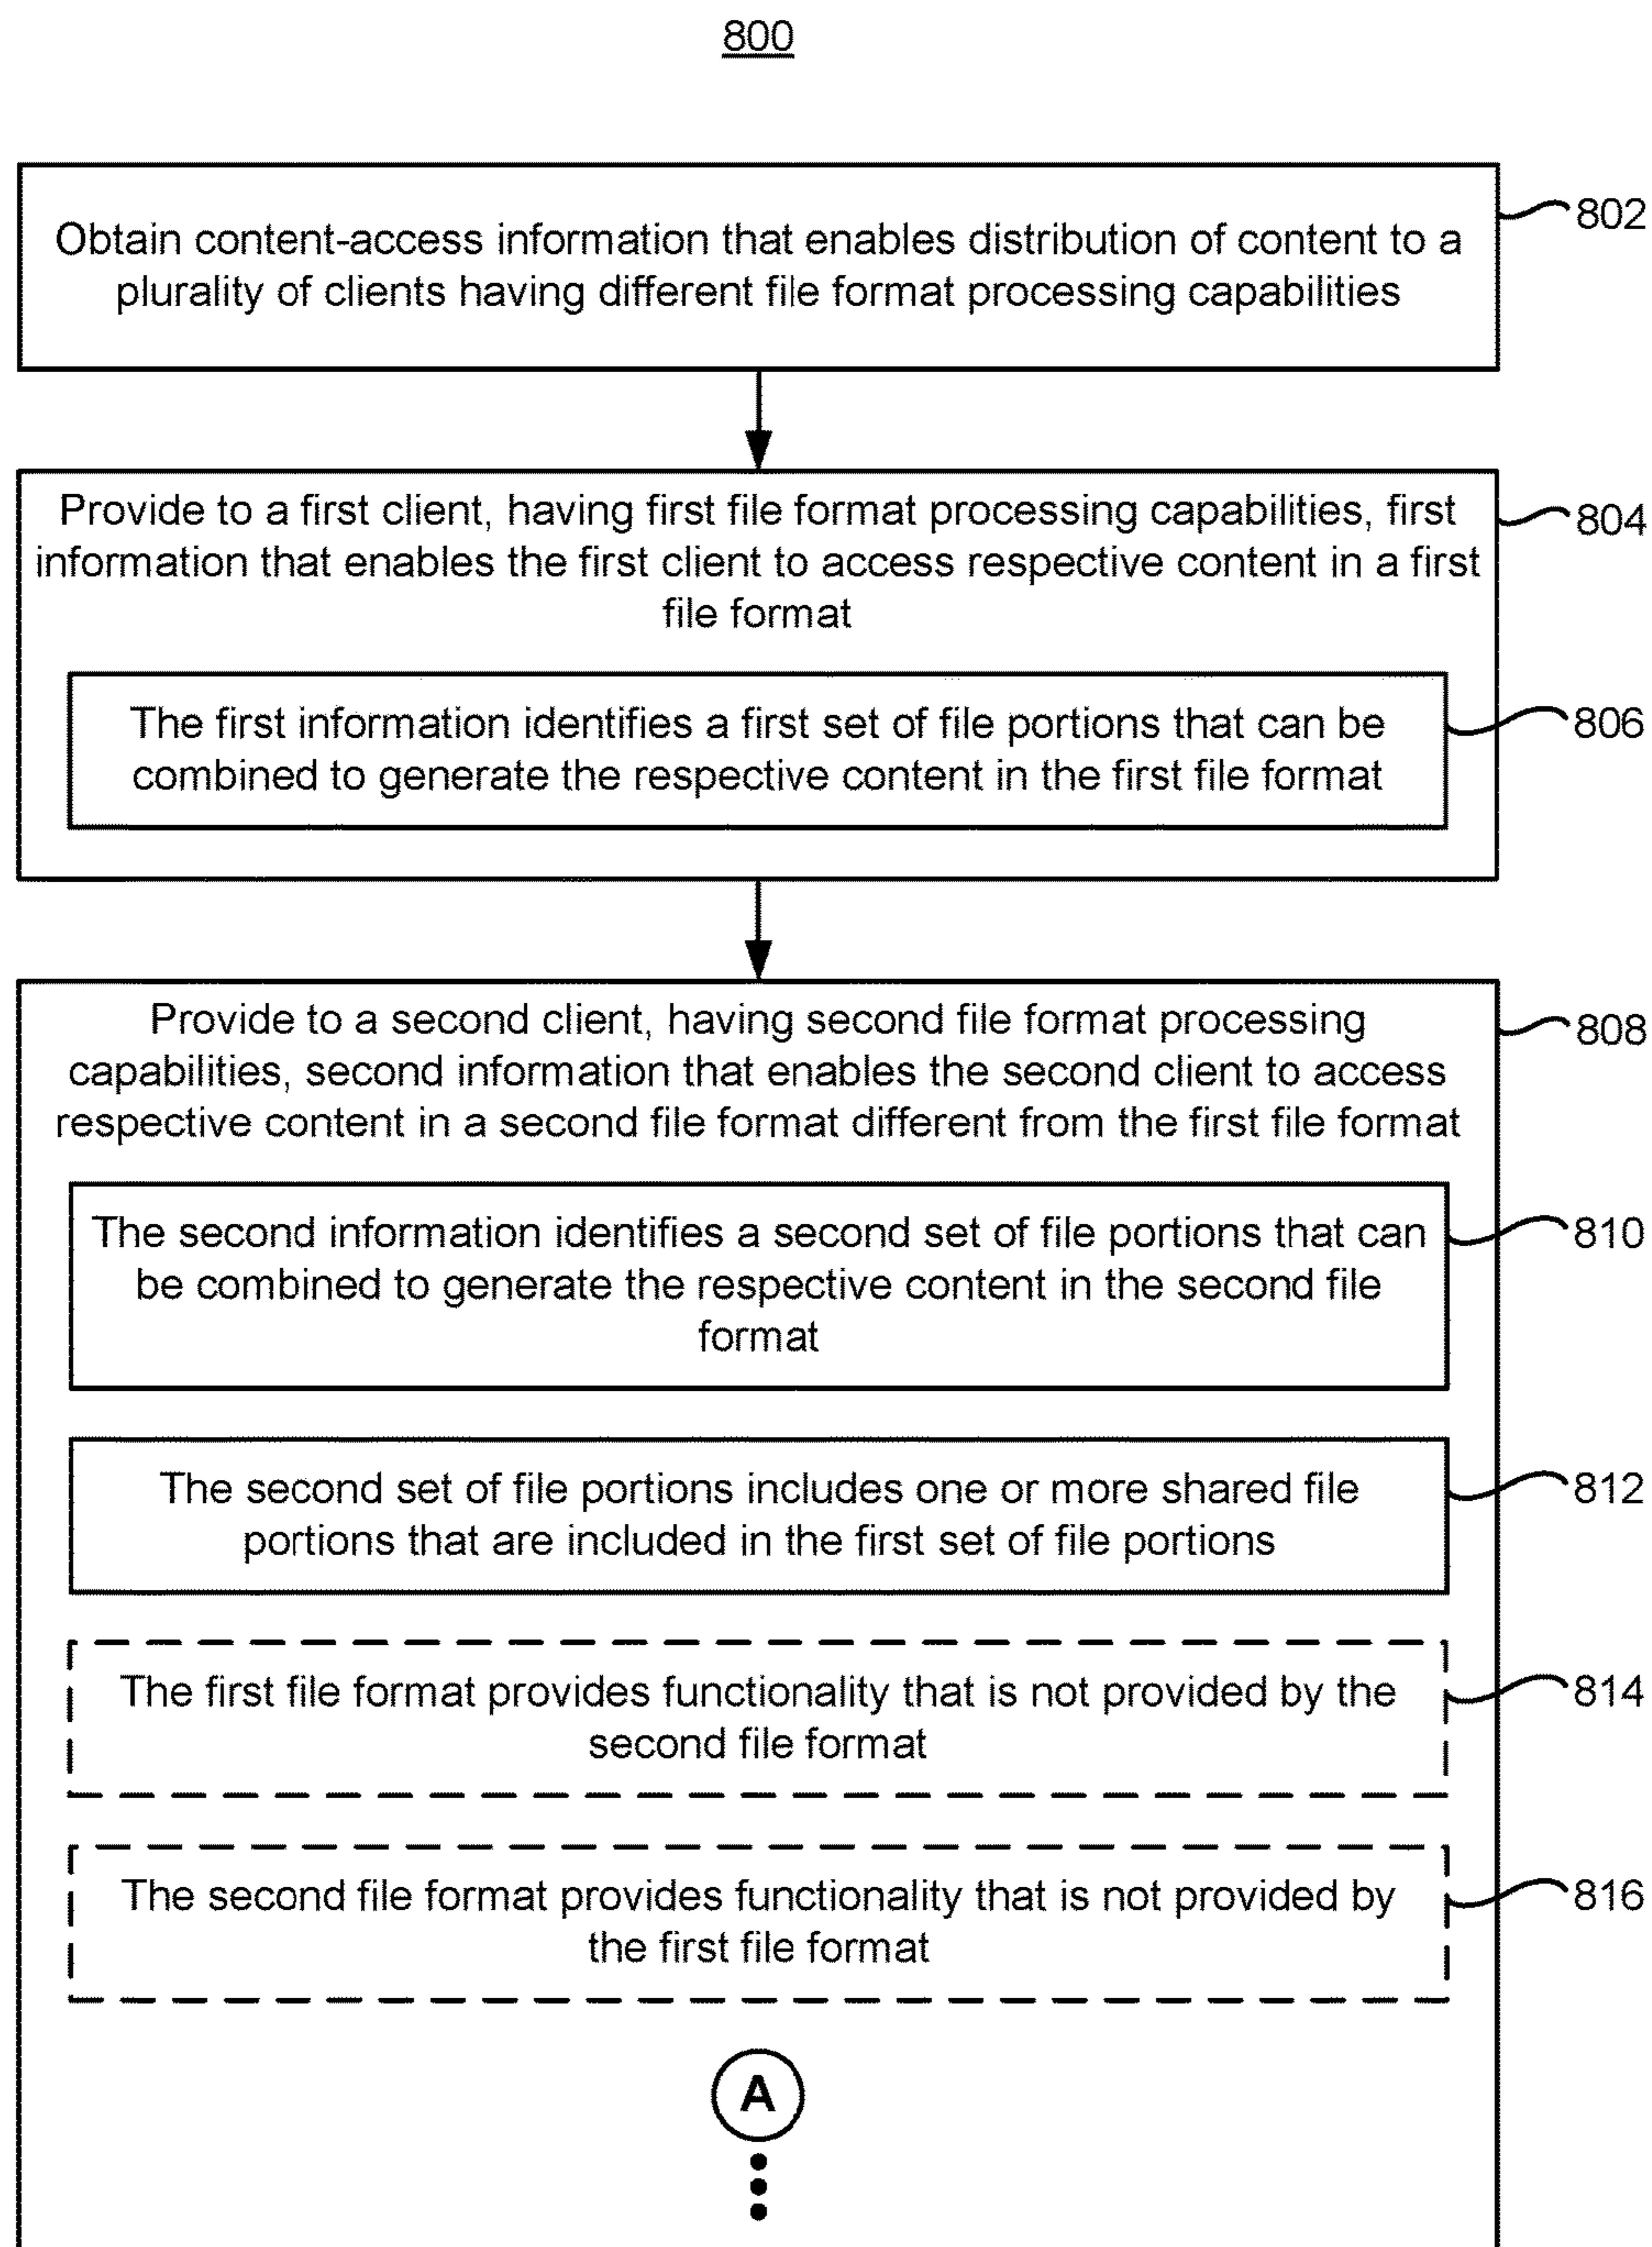 800
Obtain content-access information that enables distribution of content to a
plurality of clients having different file format processing capabilities
802
Provide to a first client, having first file format processing capabilities, first
information that enables the first client to access respective content in a first
file format
804
The first information identifies a first set of file portions that can be
combined to generate the respective content in the first file format
806
Provide to a second client, having second file format processing
capabilities, second information that enables the second client to access
respective content in a second file format different from the first file format
808
The second information identifies a second set of file portions that can
be combined to generate the respective content in the second file
format
810
The second set of file portions includes one or more shared file
portions that are included in the first set of file portions
812
The first file format provides functionality that is not provided by the
second file format
814
The second file format provides functionality that is not provided by
the first file format
816
A